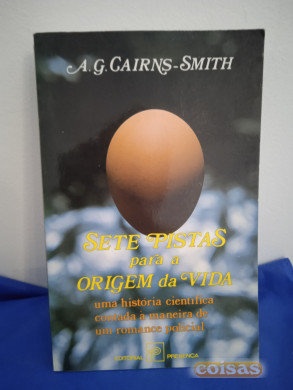 A.G. CAIRNS-SMITH
SETE PISTAS
para a
ORIGEM da VIDA
uma história científica
contada à maneira de
um romance policial
EDITORIAL PRESENÇA
coisas